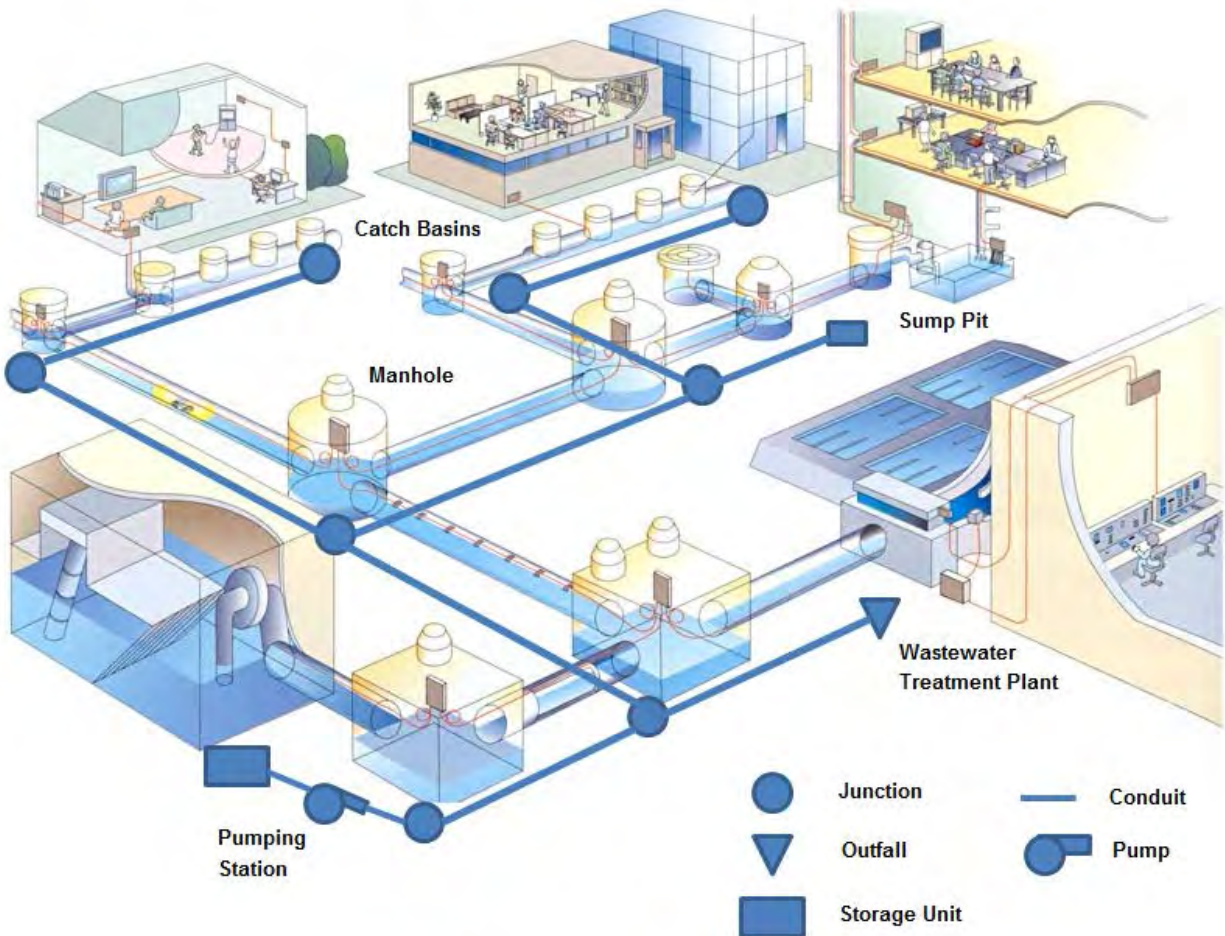 Catch Basins
Sump Pit
Manhole
Wastewater
Treatment Plant
Pumping
Station
Junction
Conduit
Outfall
Pump
Storage Unit